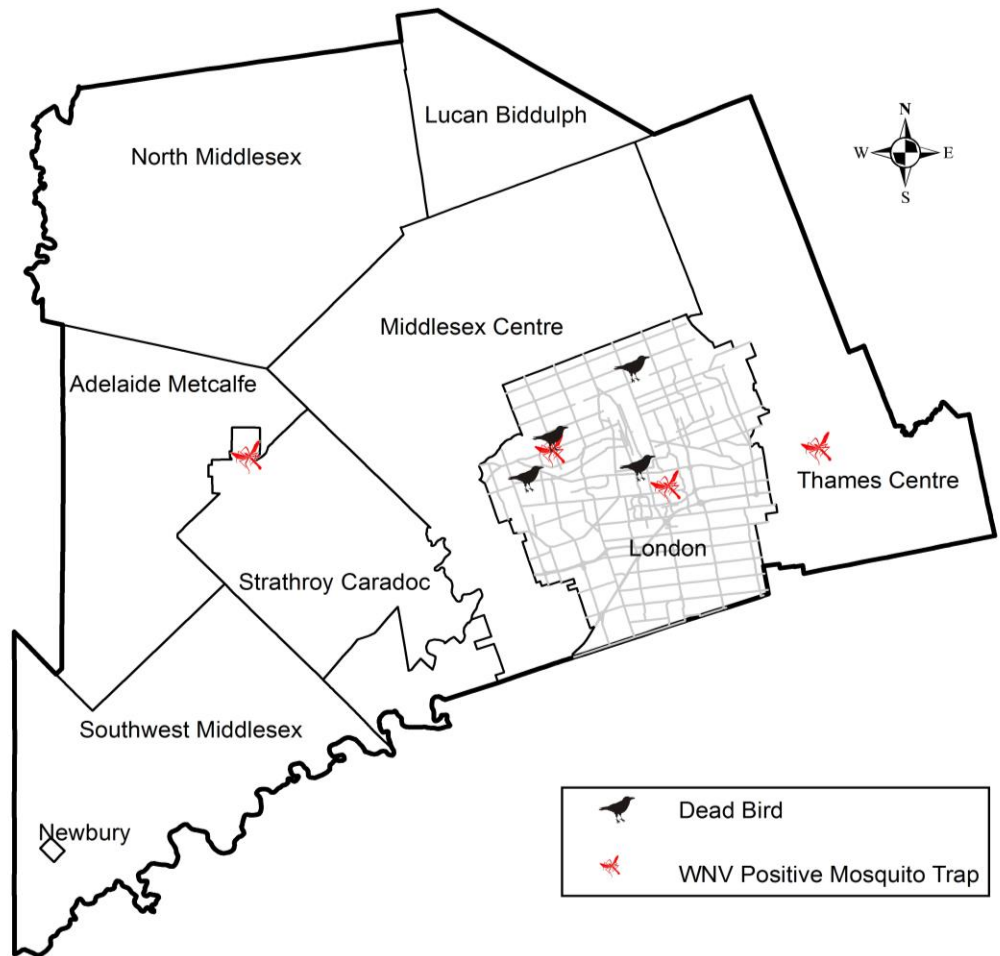 Lucan Biddulph
North Middlesex
N
W E
S
Middlesex Centre
Adelaide Metcalfe
Thames Centre
London
Strathroy Caradoc
Southwest Middlesex
Newbury
Dead Bird
WNV Positive Mosquito Trap